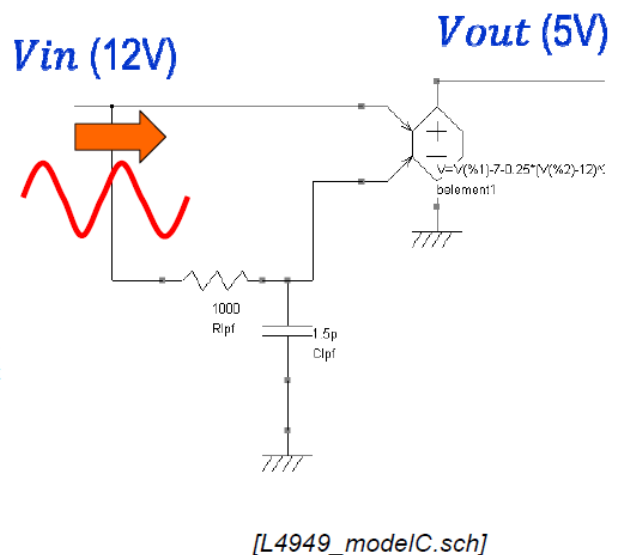 Vin (12V)
Vout (5V)
V=V(%1)-7-0.25*(V(%2)-12)^
belement1
1000
Rlpf
1.5p
Clpf
[L4949_modelC.sch]